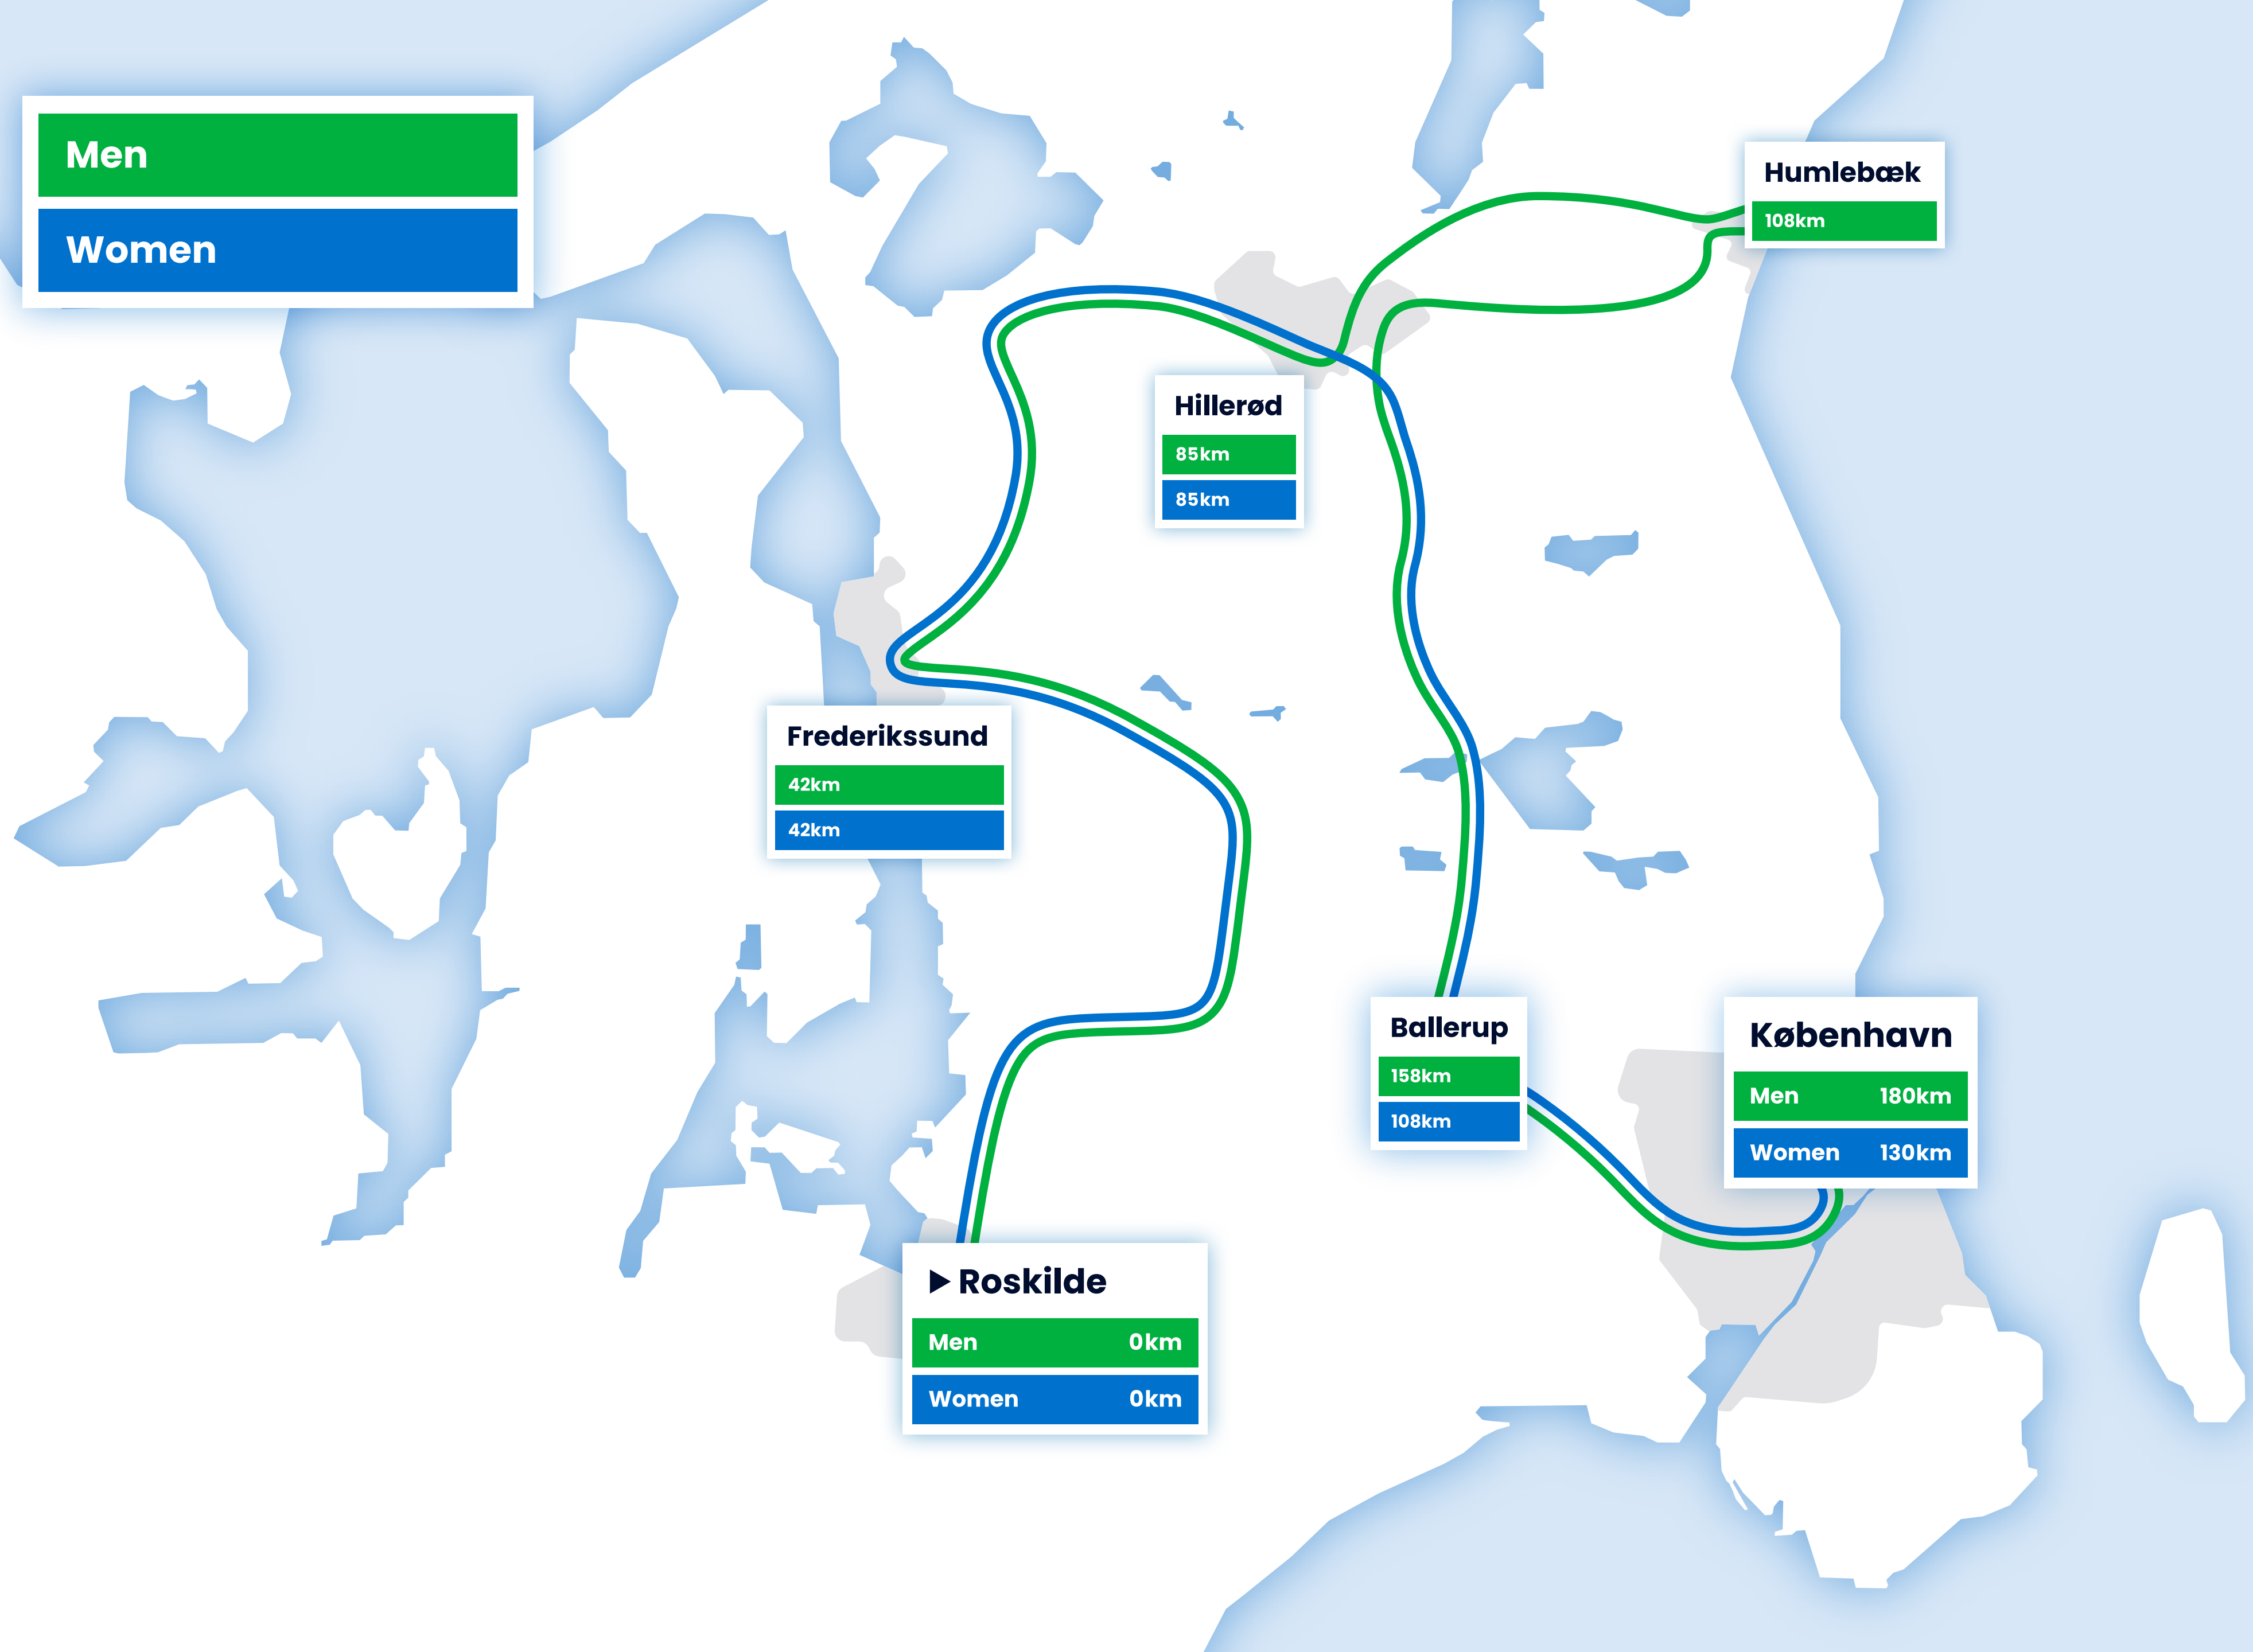 Men
Women
Humlebæk
108km
Hillerød
85km
85km
Frederikssund
42km
42km
Ballerup
158km
108km
København
Men 180km
Women 130km
Roskilde
Men 0km
Women 0km